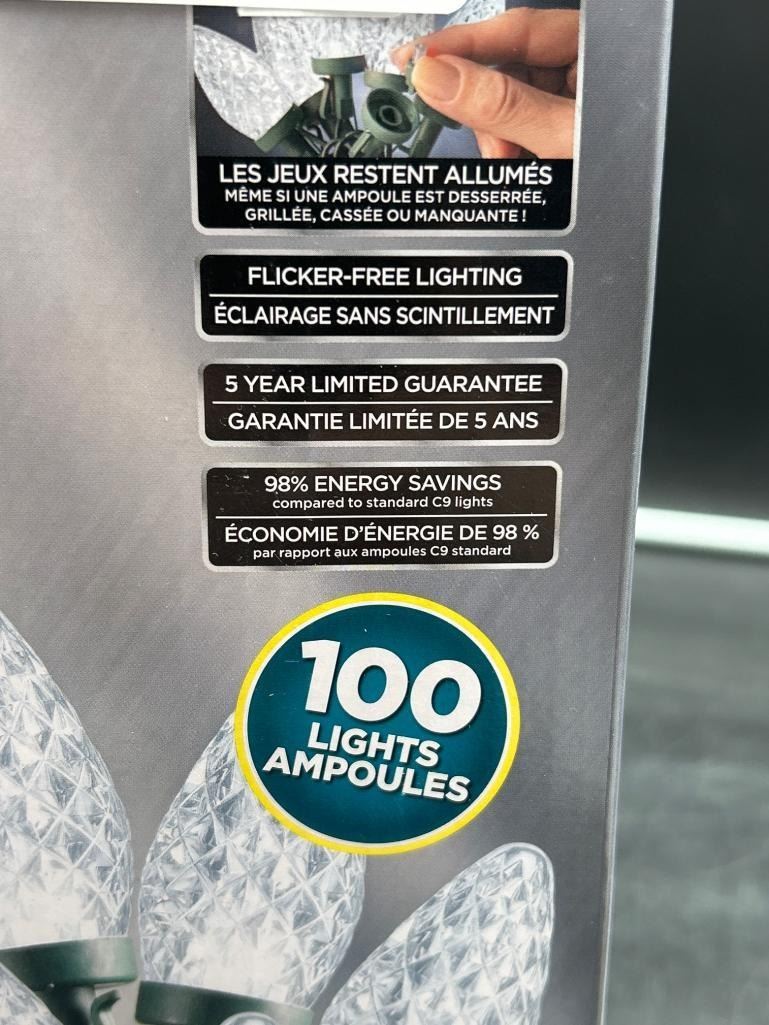 LES JEUX RESTENT ALLUMÉS
MÊME SI UNE AMPOULE EST DESSERRÉE,
GRILLÉE, CASSÉE OU MANQUANTE !
FLICKER-FREE LIGHTING
ÉCLAIRAGE SANS SCINTILLEMENT
5 YEAR LIMITED GUARANTEE
GARANTIE LIMITÉE DE 5 ANS
98% ENERGY SAVINGS
compared to standard C9 lights
ÉCONOMIE D'ÉNERGIE DE 98 %
par rapport aux ampoules C9 standard
100
LIGHTS
AMPOULES